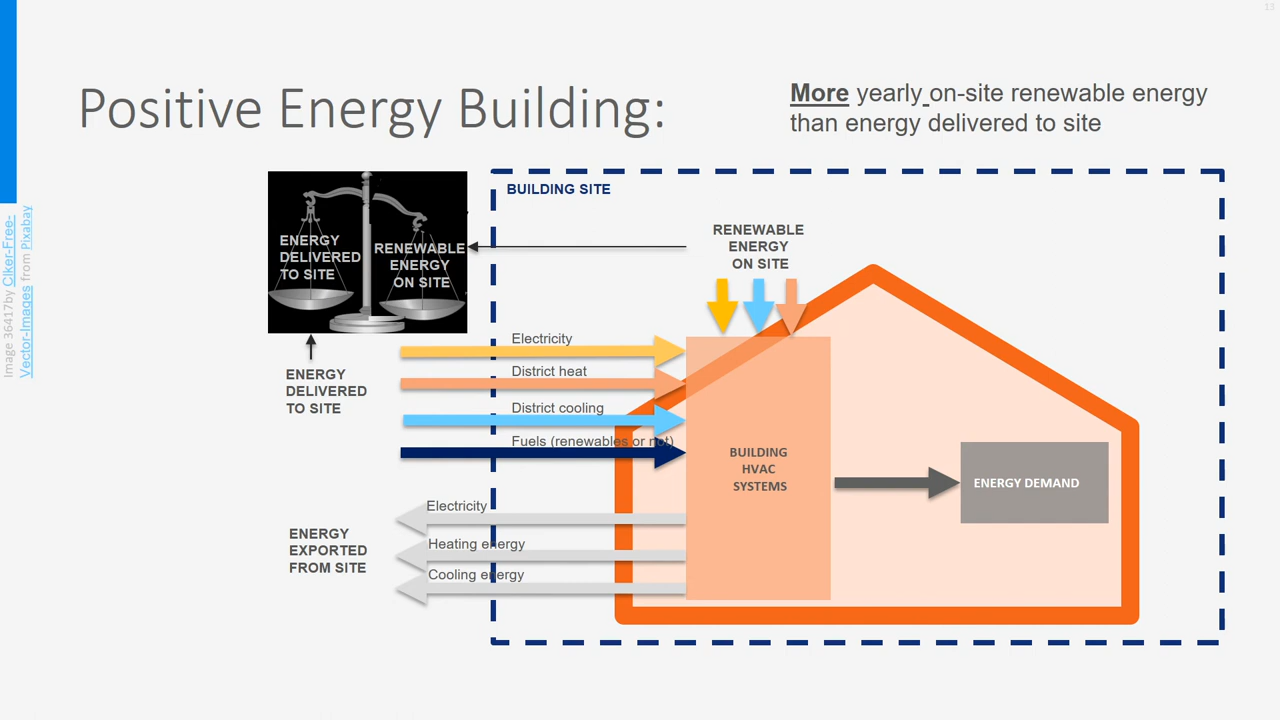 13
Positive Energy Building:
More yearly on-site renewable energy
than energy delivered to site
Image 36417by Clker-Free-
Vector-Images from Pixabay
BUILDING SITE
ENERGY
DELIVERED
TO SITE
RENEWABLE
ENERGY
ON SITE
RENEWABLE
ENERGY
ON SITE
ENERGY
DELIVERED
TO SITE
Electricity
District heat
District cooling
Fuels (renewables or not)
BUILDING
HVAC
SYSTEMS
ENERGY DEMAND
ENERGY
EXPORTED
FROM SITE
Electricity
Heating energy
Cooling energy